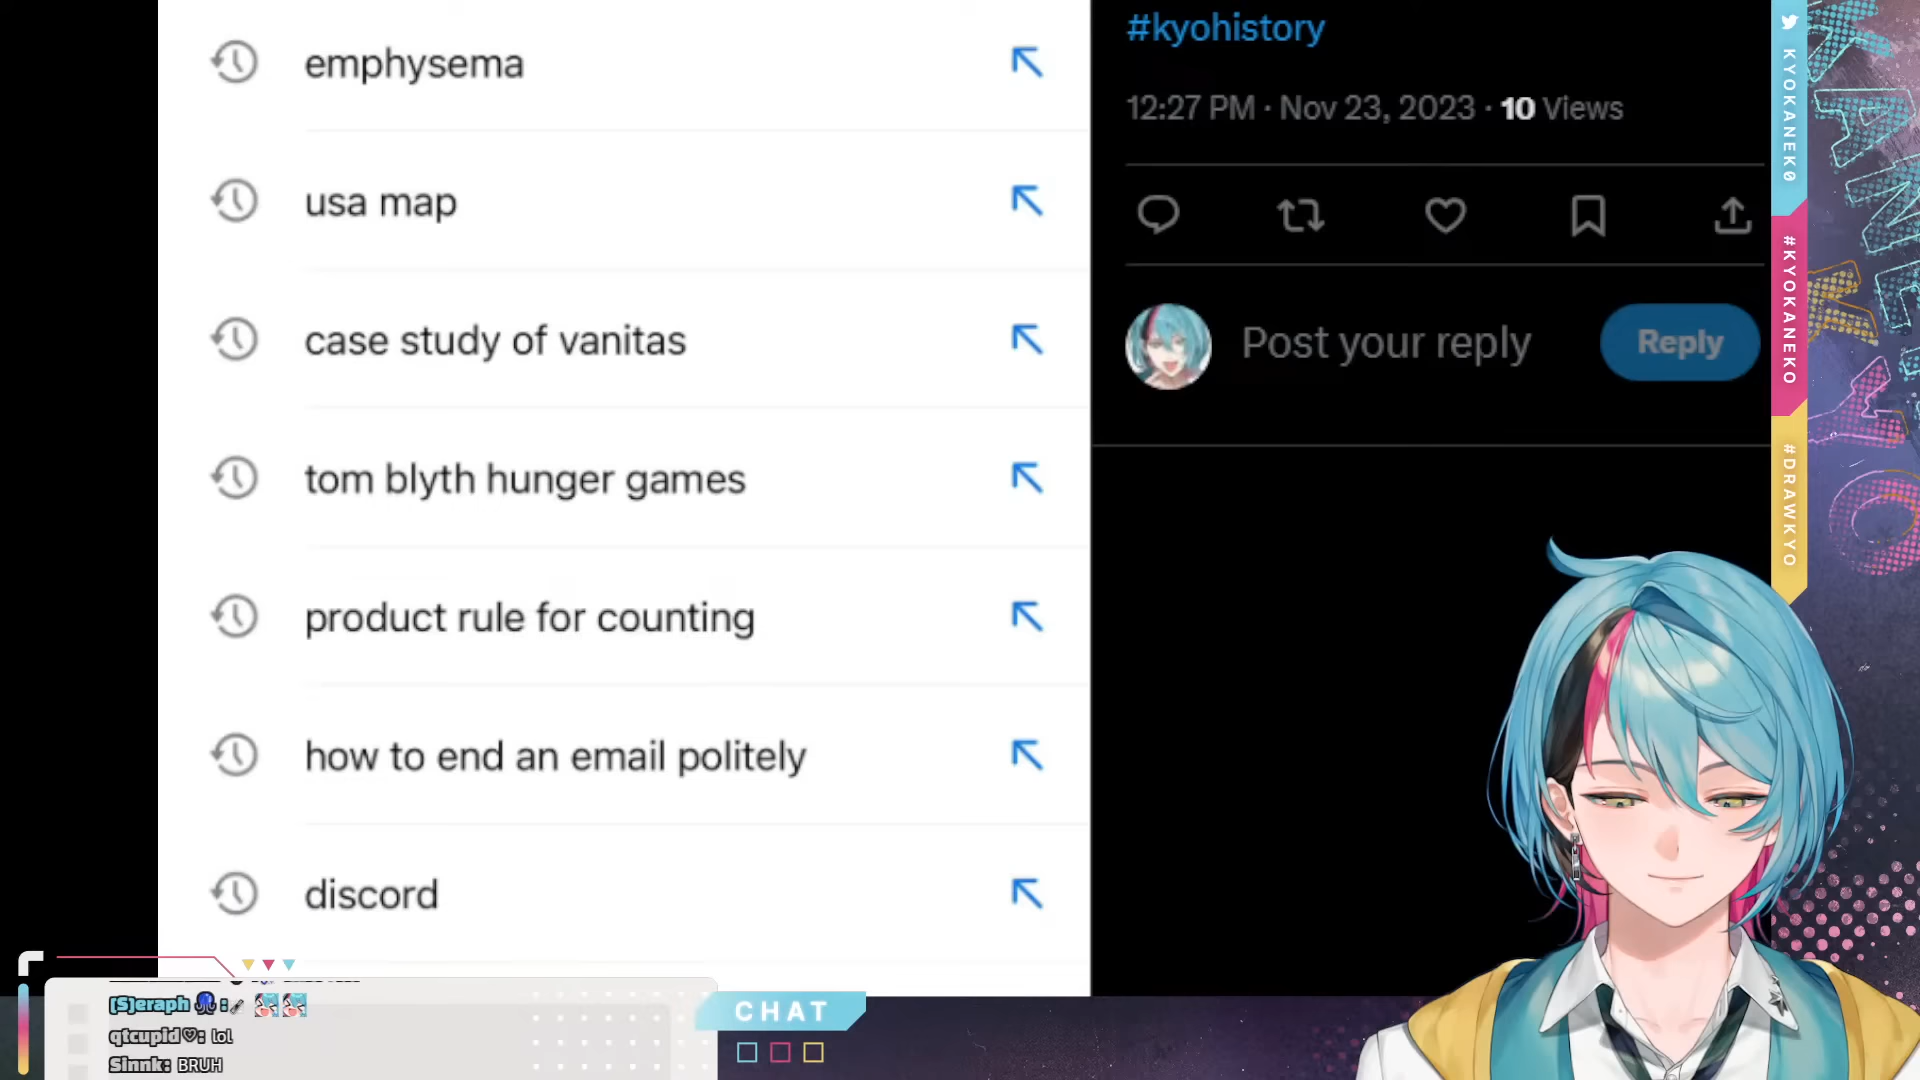 emphysema
usa map
case study of vanitas
tom blyth hunger games
product rule for counting
how to end an email politely
discord
#kyohistory
12:27 PM · Nov 23, 2023 · 10 Views
Post your reply
Reply
KYOKANEK0
#KYOKANEKO
#DRAWKYO
[S]eraph :
qtcupid♡: lol
Slnnk: BRUH
CHAT